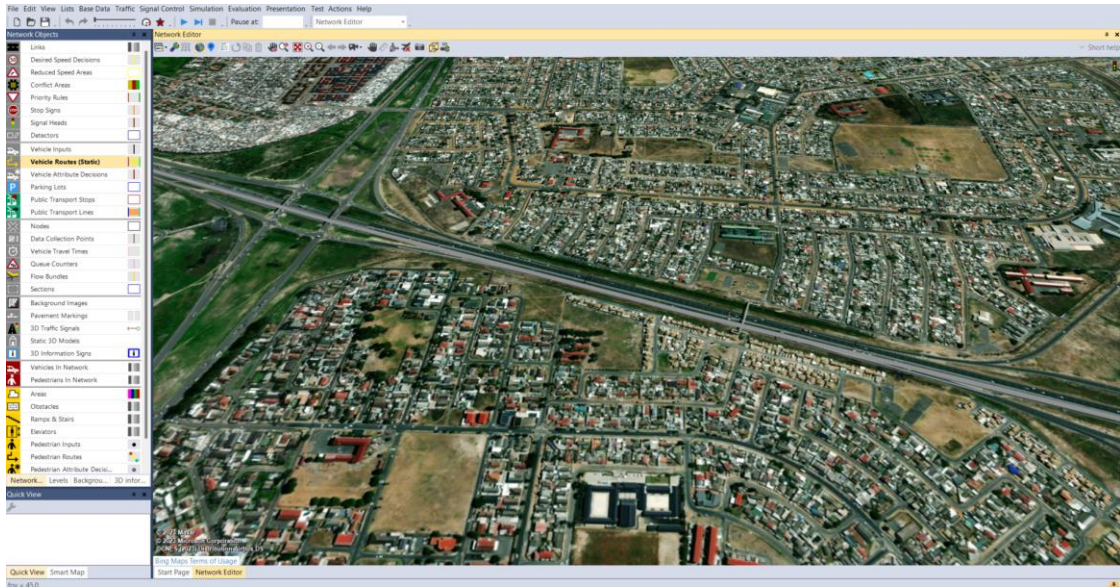 File Edit View Lists Base Data Traffic Signal Control Simulation Evaluation Presentation Test Actions Help
Pause at: Network Editor
Network Objects
Network Editor
Short help
Links
Desired Speed Decisions
Reduced Speed Areas
Conflict Areas
Priority Rules
Stop Signs
Signal Heads
Detectors
Vehicle Inputs
Vehicle Routes (Static)
Vehicle Attribute Decisions
Parking Lots
Public Transport Stops
Public Transport Lines
Nodes
Data Collection Points
Vehicle Travel Times
Queue Counters
Flow Bundles
Sections
Background Images
Pavement Markings
3D Traffic Signals
Static 3D Models
3D Information Signs
Vehicles In Network
Pedestrians In Network
Areas
Obstacles
Ramps & Stairs
Elevators
Pedestrian Inputs
Pedestrian Routes
Pedestrian Attribute Decisi...
Network... Levels Backgrou... 3D infor...
Quick View
© 2023 Microsoft Corporation
Bing Maps Terms of Usage
Quick View Smart Map
Start Page Network Editor